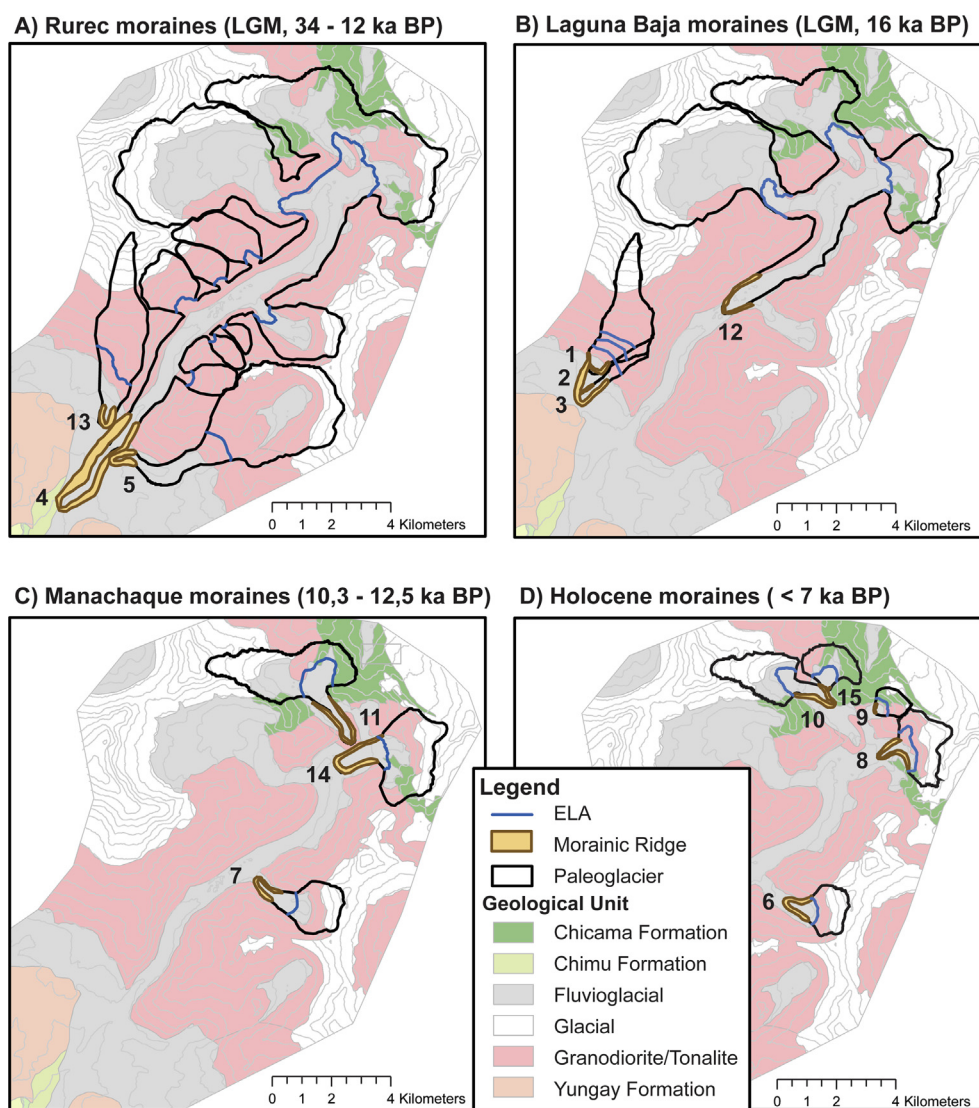 A) Rurec moraines (LGM, 34 - 12 ka BP)
13
4
5
0 1 2 4 Kilometers
B) Laguna Baja moraines (LGM, 16 ka BP)
12
1
2
3
0 1 2 4 Kilometers
C) Manachaque moraines (10,3 - 12,5 ka BP)
11
14
7
0 1 2 4 Kilometers
D) Holocene moraines ( < 7 ka BP)
15
10
9
8
6
0 1 2 4 Kilometers
Legend
ELA
Morainic Ridge
Paleoglacier
Geological Unit
Chicama Formation
Chimu Formation
Fluvioglacial
Glacial
Granodiorite/Tonalite
Yungay Formation